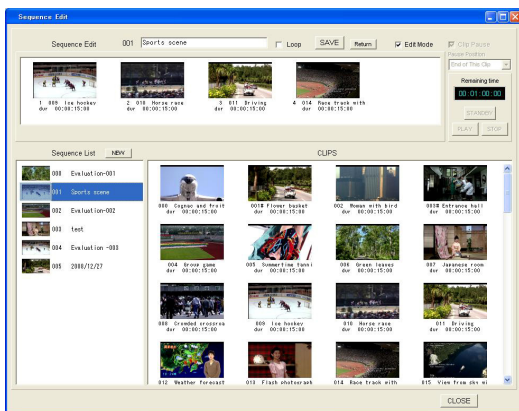 Sequence Edit
Sequence Edit 001 Sports scene Loop SAVE Return Edit Mode Clip Pause
Pause Position
End of This Clip
Remaining time
00:01:00:00
STANDBY
PLAY STOP
1 009 Ice hockey
dur 00:00:15:00
2 010 Horse race
dur 00:00:15:00
3 011 Driving
dur 00:00:15:00
4 014 Race track with
dur 00:00:15:00
Sequence List NEW
000 Evaluation-001
001 Sports scene
002 Evaluation-002
003 test
004 Evaluation -003
005 2008/12/27
CLIPS
000 Cognac and fruit
dur 00:00:15:00
001# Flower basket
dur 00:00:15:00
002 Woman with bird
dur 00:00:15:00
003# Entrance hall
dur 00:00:15:00
004 Group game
dur 00:00:15:00
005 Summertime tanni
dur 00:00:15:00
006 Green leaves
dur 00:00:15:00
007 Japanese room
dur 00:00:15:00
008 Crowded crossroa
dur 00:00:15:00
009 Ice hockey
dur 00:00:15:00
010 Horse race
dur 00:00:15:00
011 Driving
dur 00:00:15:00
012 Weather forecast
013 Flash photograph
014 Race track with
015 View from sky mi
CLOSE